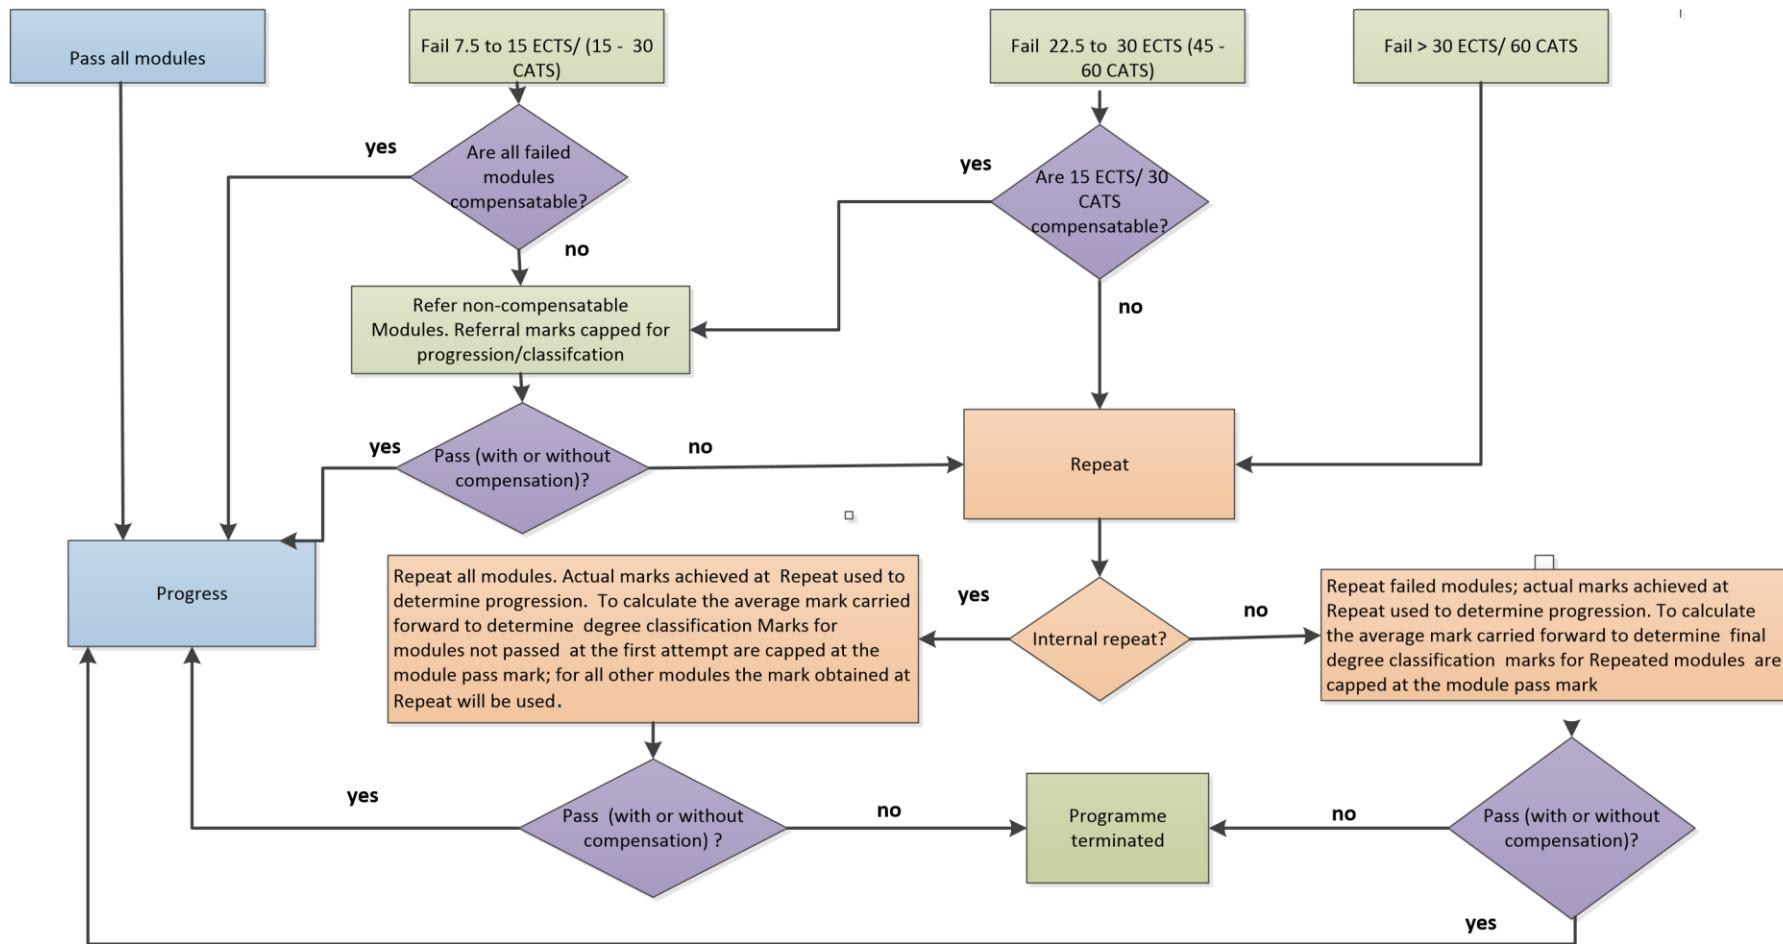 Pass all modules
Fail 7.5 to 15 ECTS/ (15 - 30
CATS)
Fail 22.5 to 30 ECTS (45 -
60 CATS)
Fail > 30 ECTS/ 60 CATS
yes
Are all failed
modules
compensatable?
no
yes
Are 15 ECTS/ 30
CATS
compensatable?
no
Refer non-compensatable
Modules. Referral marks capped for
progression/classifcation
yes
Pass (with or without
compensation)?
no
Repeat
Progress
Repeat all modules. Actual marks achieved at Repeat used to
determine progression. To calculate the average mark carried
forward to determine degree classification Marks for
modules not passed at the first attempt are capped at the
module pass mark; for all other modules the mark obtained at
Repeat will be used.
yes
Internal repeat?
no
Repeat failed modules; actual marks achieved at
Repeat used to determine progression. To calculate
the average mark carried forward to determine final
degree classification marks for Repeated modules are
capped at the module pass mark
yes
Pass (with or without
compensation) ?
no
Programme
terminated
no
Pass (with or without
compensation)?
yes